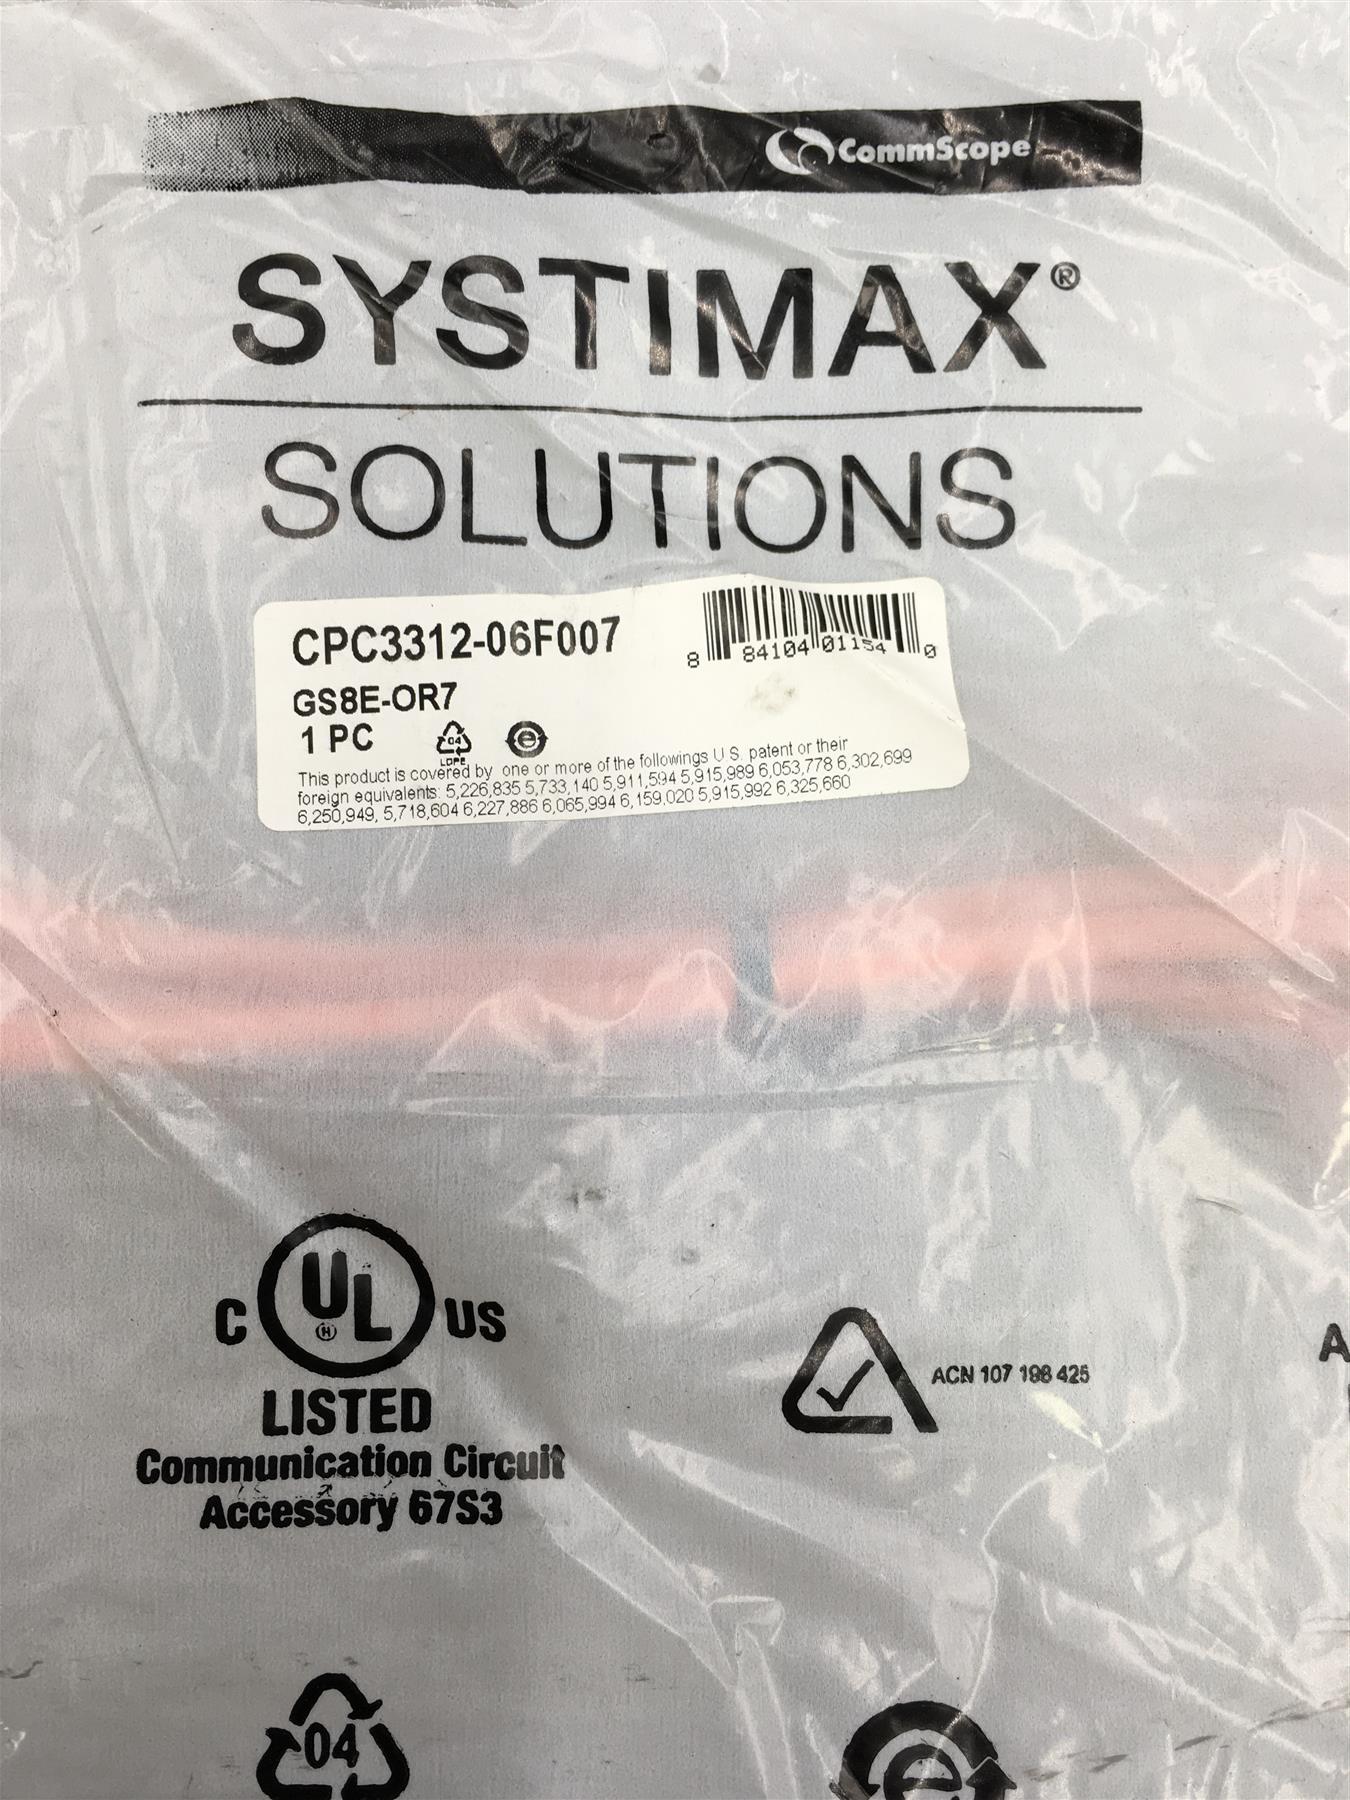 CommScope
SYSTIMAX®
SOLUTIONS
CPC3312-06F007
8 84104 01154 0
GS8E-OR7
1 PC
04
LDPE
e
This product is covered by one or more of the followings U.S. patent or their
foreign equivalents: 5,226,835 5,733,140 5,911,594 5,915,989 6,053,778 6,302,699
6,250,949, 5,718,604 6,227,886 6,065,994 6,159,020 5,915,992 6,325,660
C UL US
LISTED
Communication Circuit
Accessory 67S3
ACN 107 198 425
A
04
e